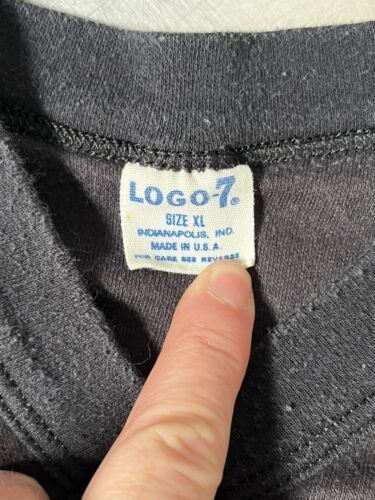 LOGO-7®
SIZE XL
INDIANAPOLIS, IND.
MADE IN U.S.A.
FOR CARE SEE REVERSE